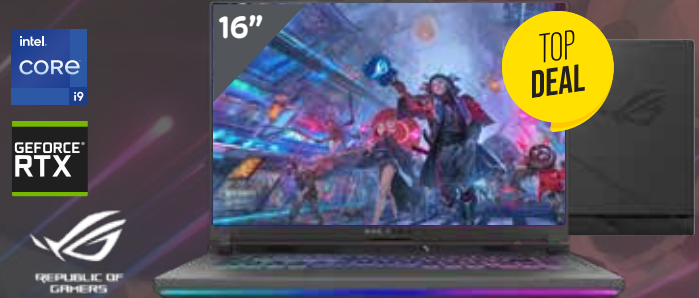 intel
CORE
i9
GEFORCE
RTX
REPUBLIC OF
GAMERS
16”
TOP
DEAL